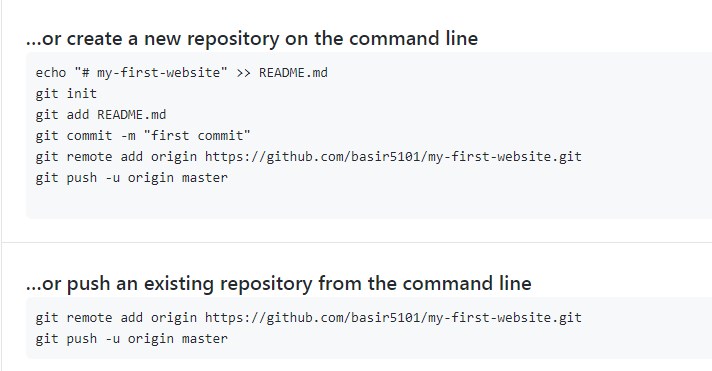 ...or create a new repository on the command line
echo "# my-first-website" >> README.md
git init
git add README.md
git commit -m "first commit"
git remote add origin https://github.com/basir5101/my-first-website.git
git push -u origin master
...or push an existing repository from the command line
git remote add origin https://github.com/basir5101/my-first-website.git
git push -u origin master